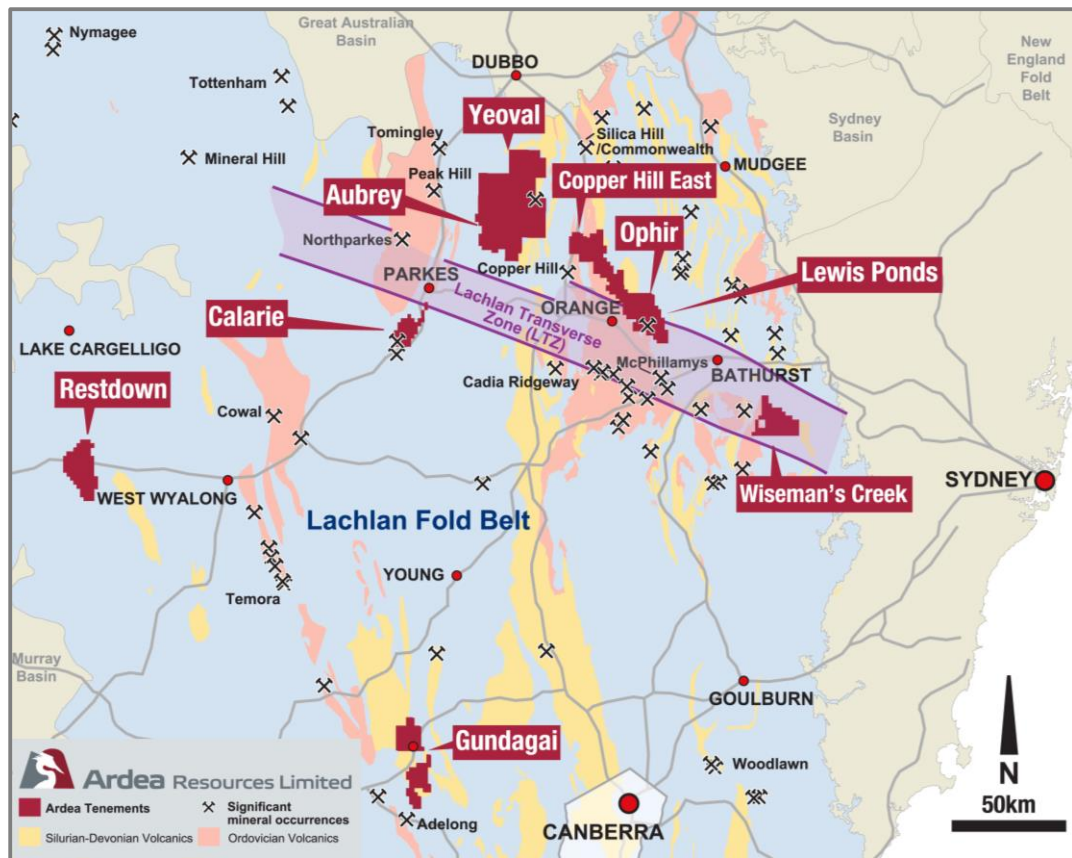 Great Australian
Basin
New
England
Fold
Belt
Nymagee
DUBBO
Tottenham
Yeoval
Sydney
Basin
Tomingley
Silica Hill
/Commonwealth
Mineral Hill
MUDGEE
Peak Hill
Copper Hill East
Aubrey
Ophir
Northparkes
Copper Hill
Lewis Ponds
PARKES
Lachlan Transverse
Zone (LTZ)
ORANGE
Calarie
LAKE CARGELLIGO
McPhillamys
BATHURST
Cadia Ridgeway
Restdown
Cowal
SYDNEY
Wiseman's Creek
WEST WYALONG
Lachlan Fold Belt
YOUNG
Temora
Murray
Basin
GOULBURN
Gundagai
Woodlawn
Ardea Resources Limited
Ardea Tenements
Significant
mineral occurrences
Silurian-Devonian Volcanics
Ordovician Volcanics
Adelong
CANBERRA
N
50km